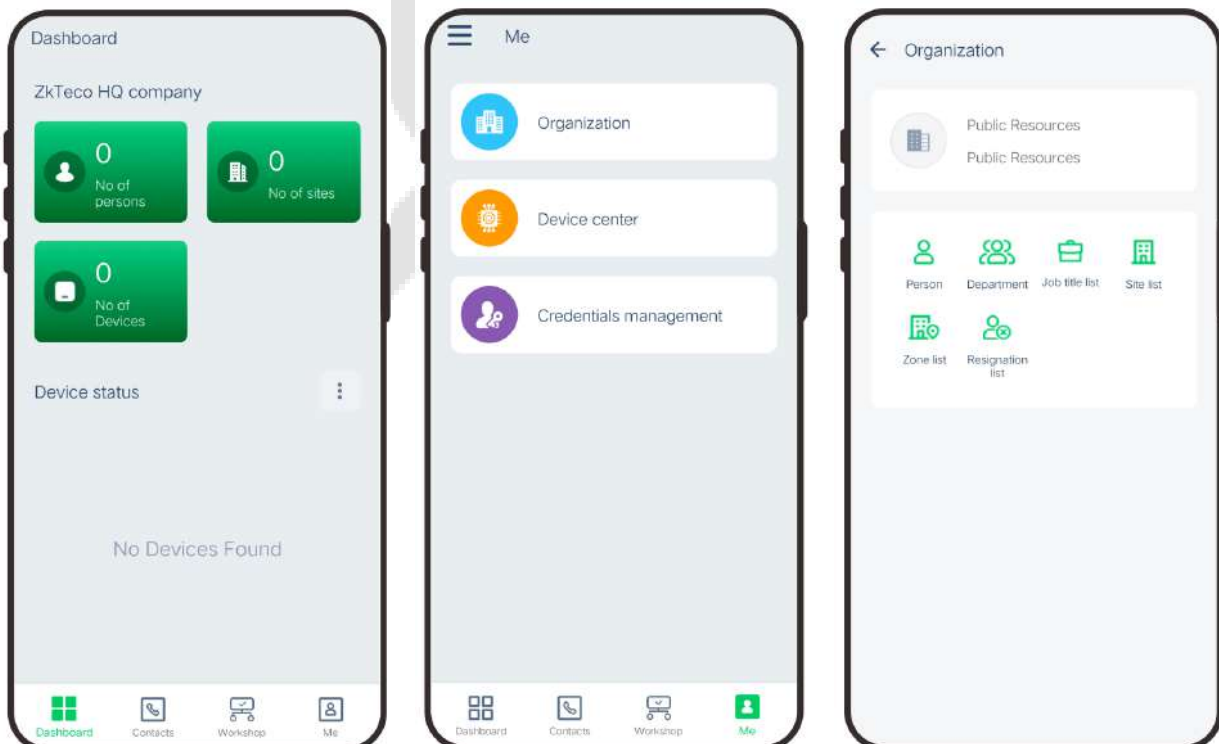 Dashboard
ZkTeco HQ company
0
No of
persons
0
No of sites
0
No of
Devices
Device status
No Devices Found
Dashboard
Contacts
Workshop
Me
Me
Organization
Device center
Credentials management
Dashboard
Contacts
Workshop
Me
Organization
Public Resources
Public Resources
Person
Department
Job title list
Site list
Zone list
Resignation
list